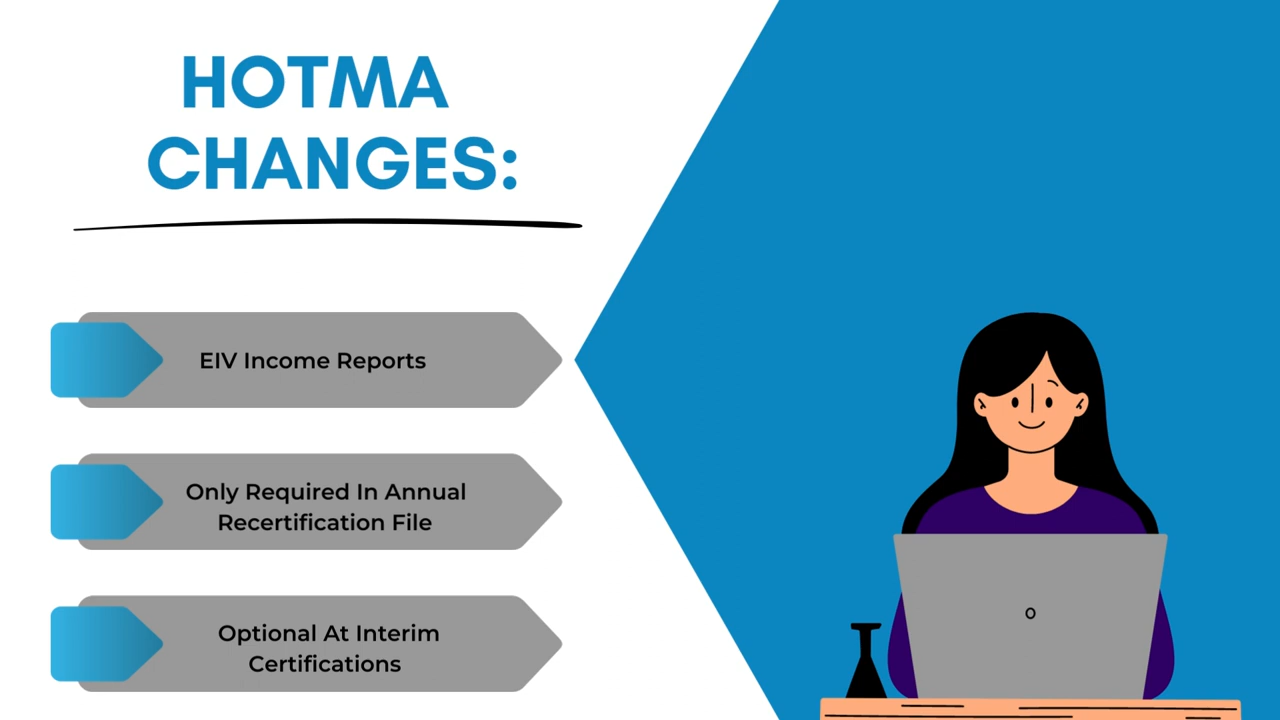 HOTMA
CHANGES:
EIV Income Reports
Only Required In Annual
Recertification File
Optional At Interim
Certifications